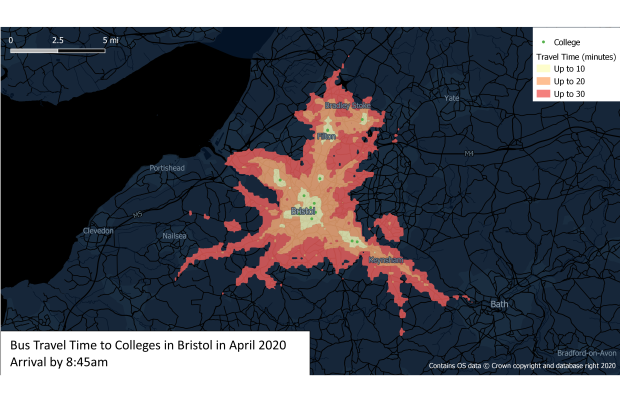 0 2.5 5 mi
College
Travel Time (minutes)
Up to 10
Up to 20
Up to 30
Bradley Stoke
Yate
Filton
M4
Portishead
Bristol
M5
Clevedon
Nailsea
Keynsham
Bath
Bradford-on-Avon
Bus Travel Time to Colleges in Bristol in April 2020
Arrival by 8:45am
Contains OS data © Crown copyright and database right 2020